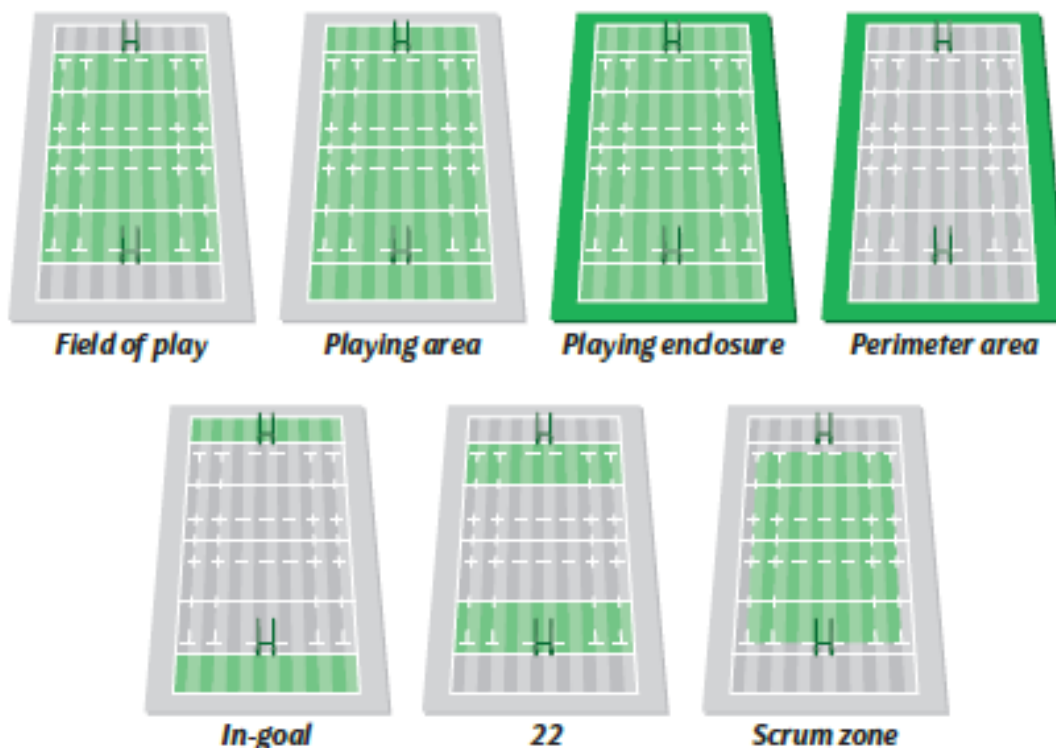 Field of play
Playing area
Playing enclosure
Perimeter area
In-goal
22
Scrum zone